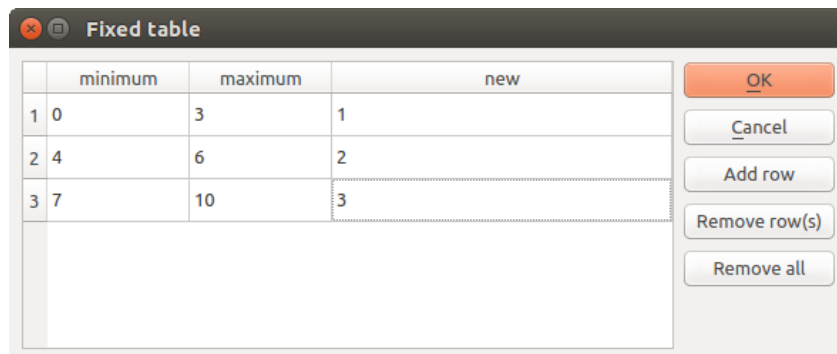 Fixed table
minimum maximum new
1 0 3 1
2 4 6 2
3 7 10 3
OK
Cancel
Add row
Remove row(s)
Remove all